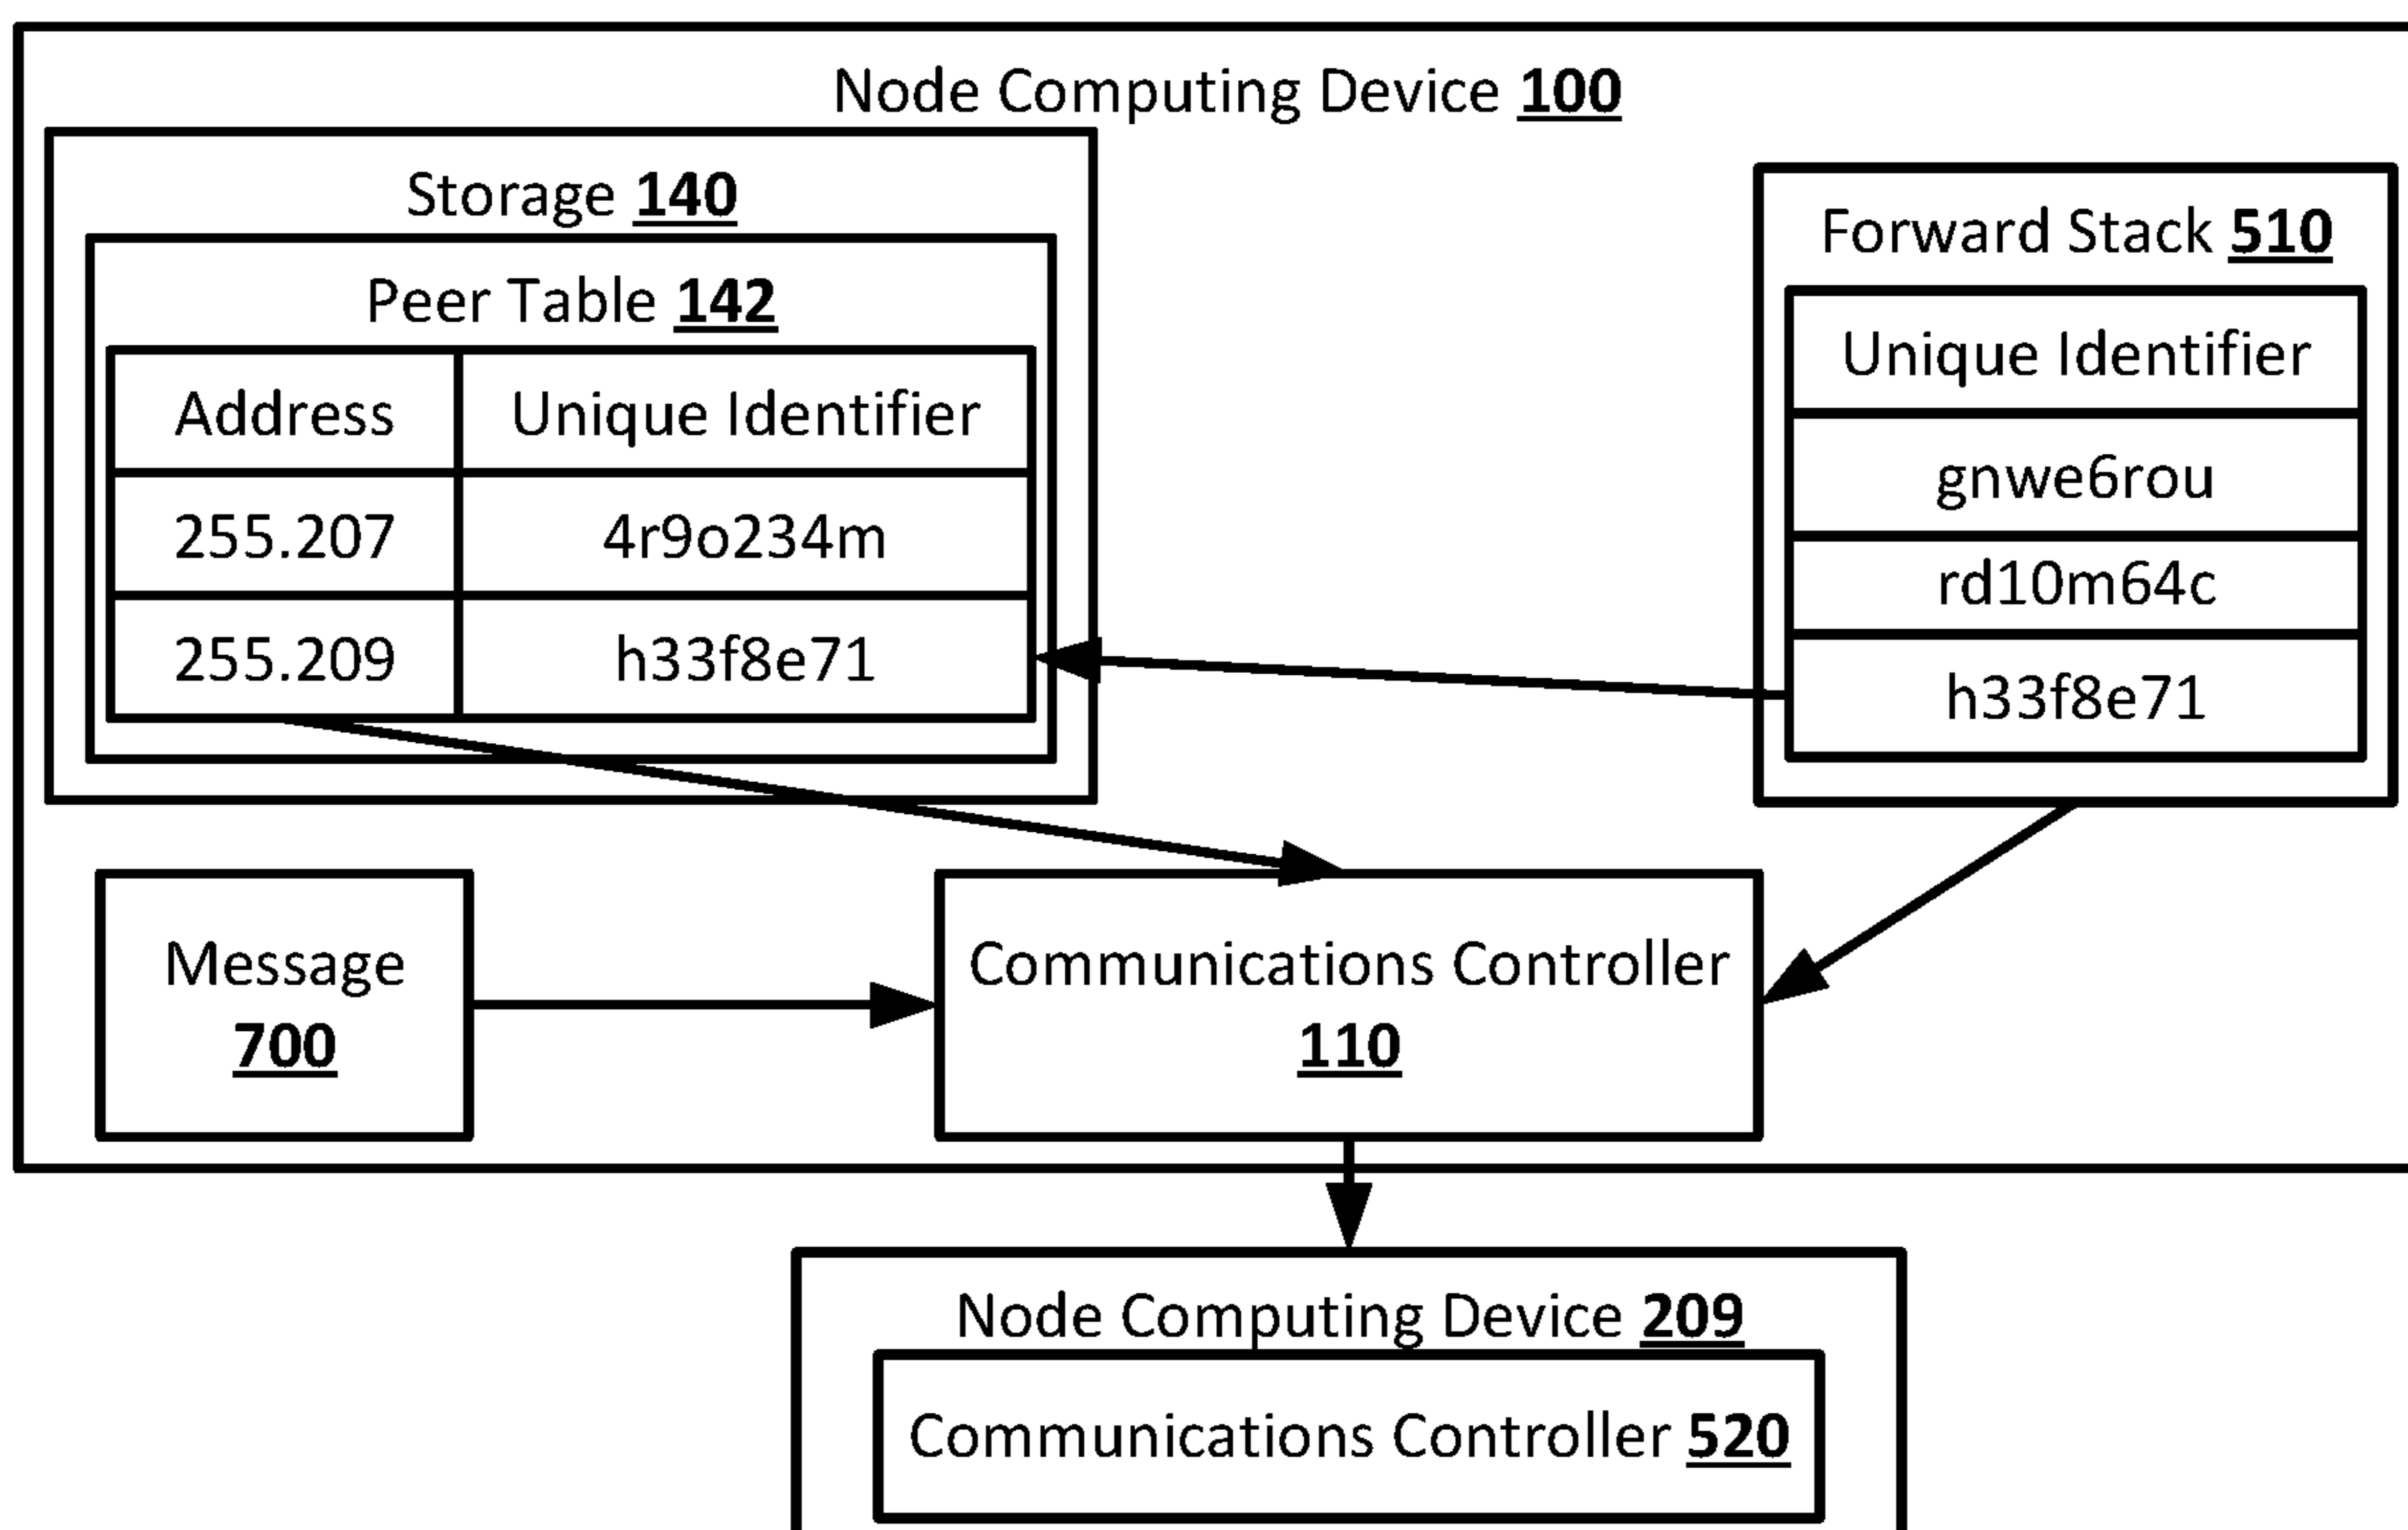 Node Computing Device 100
Storage 140
Peer Table 142
Address Unique Identifier
255.207 4r9o234m
255.209 h33f8e71
Forward Stack 510
Unique Identifier
gnwe6rou
rd10m64c
h33f8e71
Message
700
Communications Controller
110
Node Computing Device 209
Communications Controller 520